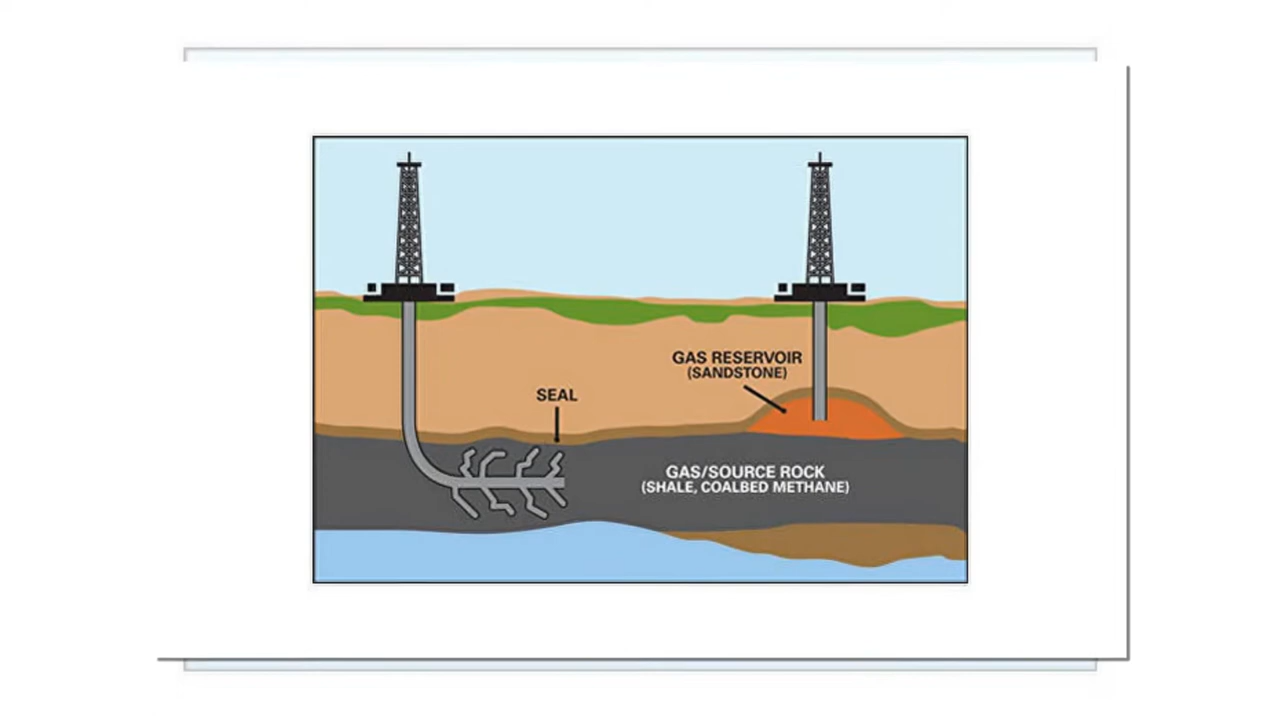 GAS RESERVOIR
(SANDSTONE)
SEAL
GAS/SOURCE ROCK
(SHALE, COALBED METHANE)